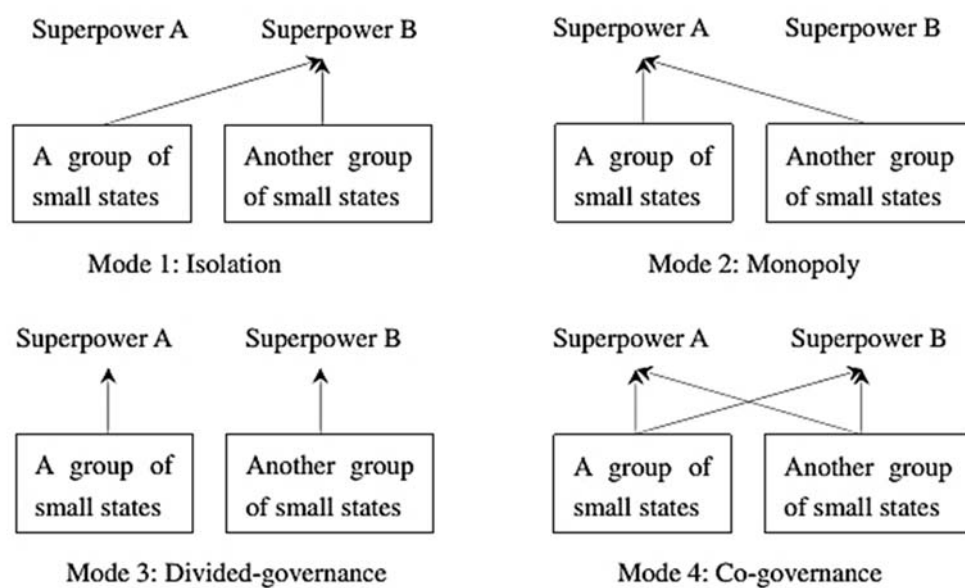 Superpower A Superpower B
A group of small states
Another group of small states
Mode 1: Isolation
Superpower A Superpower B
A group of small states
Another group of small states
Mode 2: Monopoly
Superpower A Superpower B
A group of small states
Another group of small states
Mode 3: Divided-governance
Superpower A Superpower B
A group of small states
Another group of small states
Mode 4: Co-governance